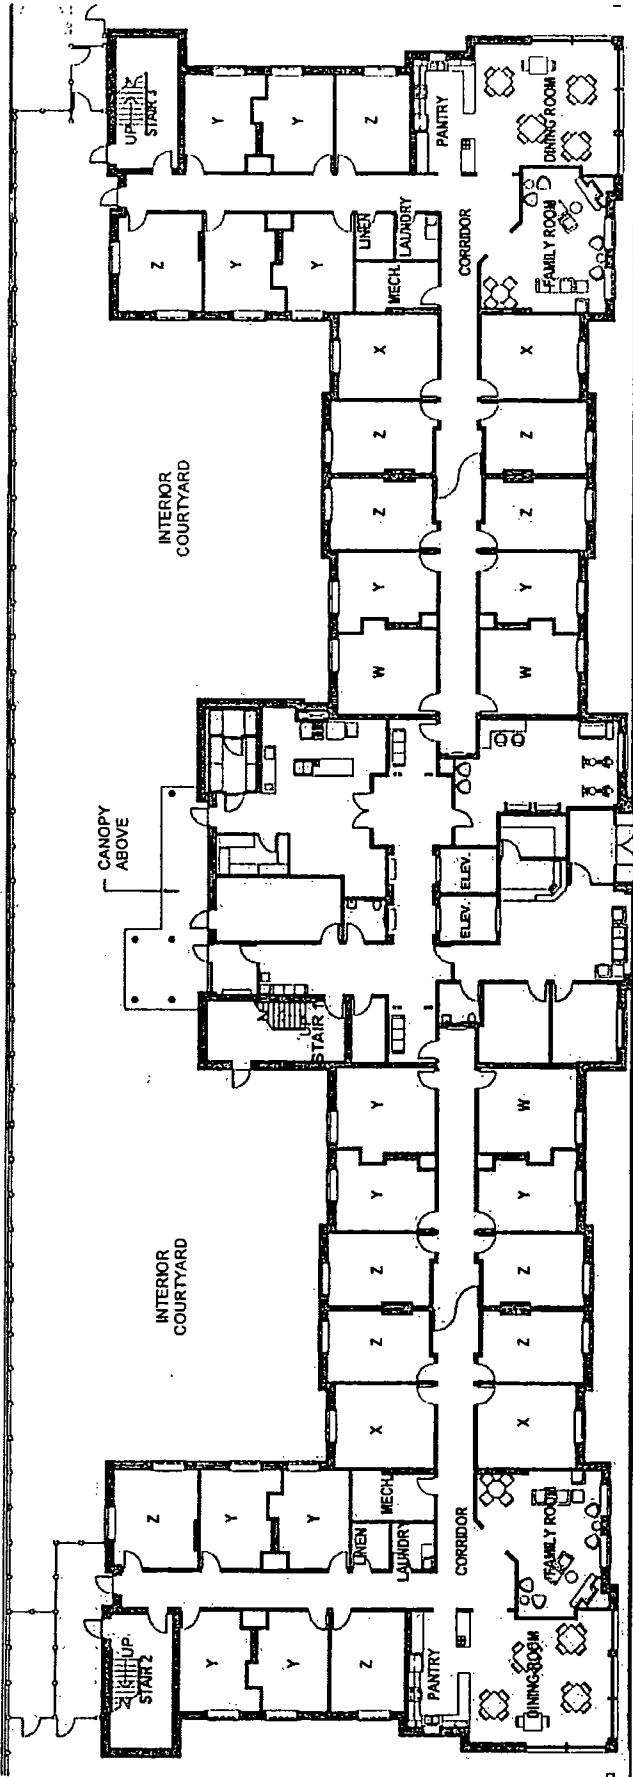 UP
STAIR 3
Y
Y
Z
PANTRY
DINING ROOM
Z
Y
Y
LINEN
LAUNDRY
MECH.
CORRIDOR
FAMILY ROOM
X
X
Z
Z
Z
Z
Y
Y
W
W
INTERIOR
COURTYARD
CANOPY
ABOVE
ELEV.
ELEV.
UP
STAIR 1
Y
W
Y
Y
Z
Z
Z
Z
X
X
INTERIOR
COURTYARD
Z
Y
Y
MECH.
LINEN
LAUNDRY
CORRIDOR
FAMILY ROOM
UP
STAIR 2
Y
Y
Z
PANTRY
DINING ROOM